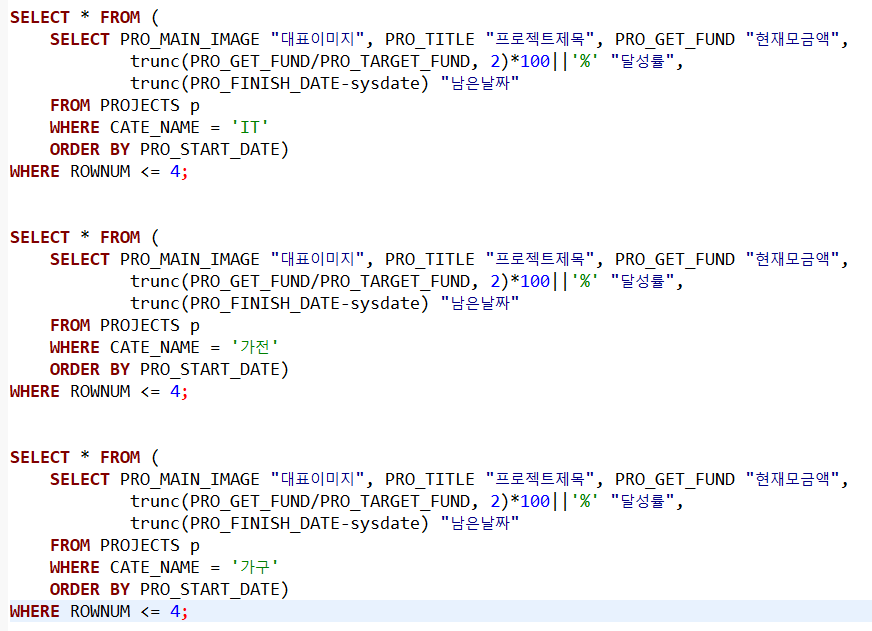 SELECT * FROM (
SELECT PRO_MAIN_IMAGE "대표이미지", PRO_TITLE "프로젝트제목", PRO_GET_FUND "현재모금액",
trunc(PRO_GET_FUND/PRO_TARGET_FUND, 2)*100||'%' "달성률",
trunc(PRO_FINISH_DATE-sysdate) "남은날짜"
FROM PROJECTS p
WHERE CATE_NAME = 'IT'
ORDER BY PRO_START_DATE)
WHERE ROWNUM <= 4;
SELECT * FROM (
SELECT PRO_MAIN_IMAGE "대표이미지", PRO_TITLE "프로젝트제목", PRO_GET_FUND "현재모금액",
trunc(PRO_GET_FUND/PRO_TARGET_FUND, 2)*100||'%' "달성률",
trunc(PRO_FINISH_DATE-sysdate) "남은날짜"
FROM PROJECTS p
WHERE CATE_NAME = '가전'
ORDER BY PRO_START_DATE)
WHERE ROWNUM <= 4;
SELECT * FROM (
SELECT PRO_MAIN_IMAGE "대표이미지", PRO_TITLE "프로젝트제목", PRO_GET_FUND "현재모금액",
trunc(PRO_GET_FUND/PRO_TARGET_FUND, 2)*100||'%' "달성률",
trunc(PRO_FINISH_DATE-sysdate) "남은날짜"
FROM PROJECTS p
WHERE CATE_NAME = '가구'
ORDER BY PRO_START_DATE)
WHERE ROWNUM <= 4;